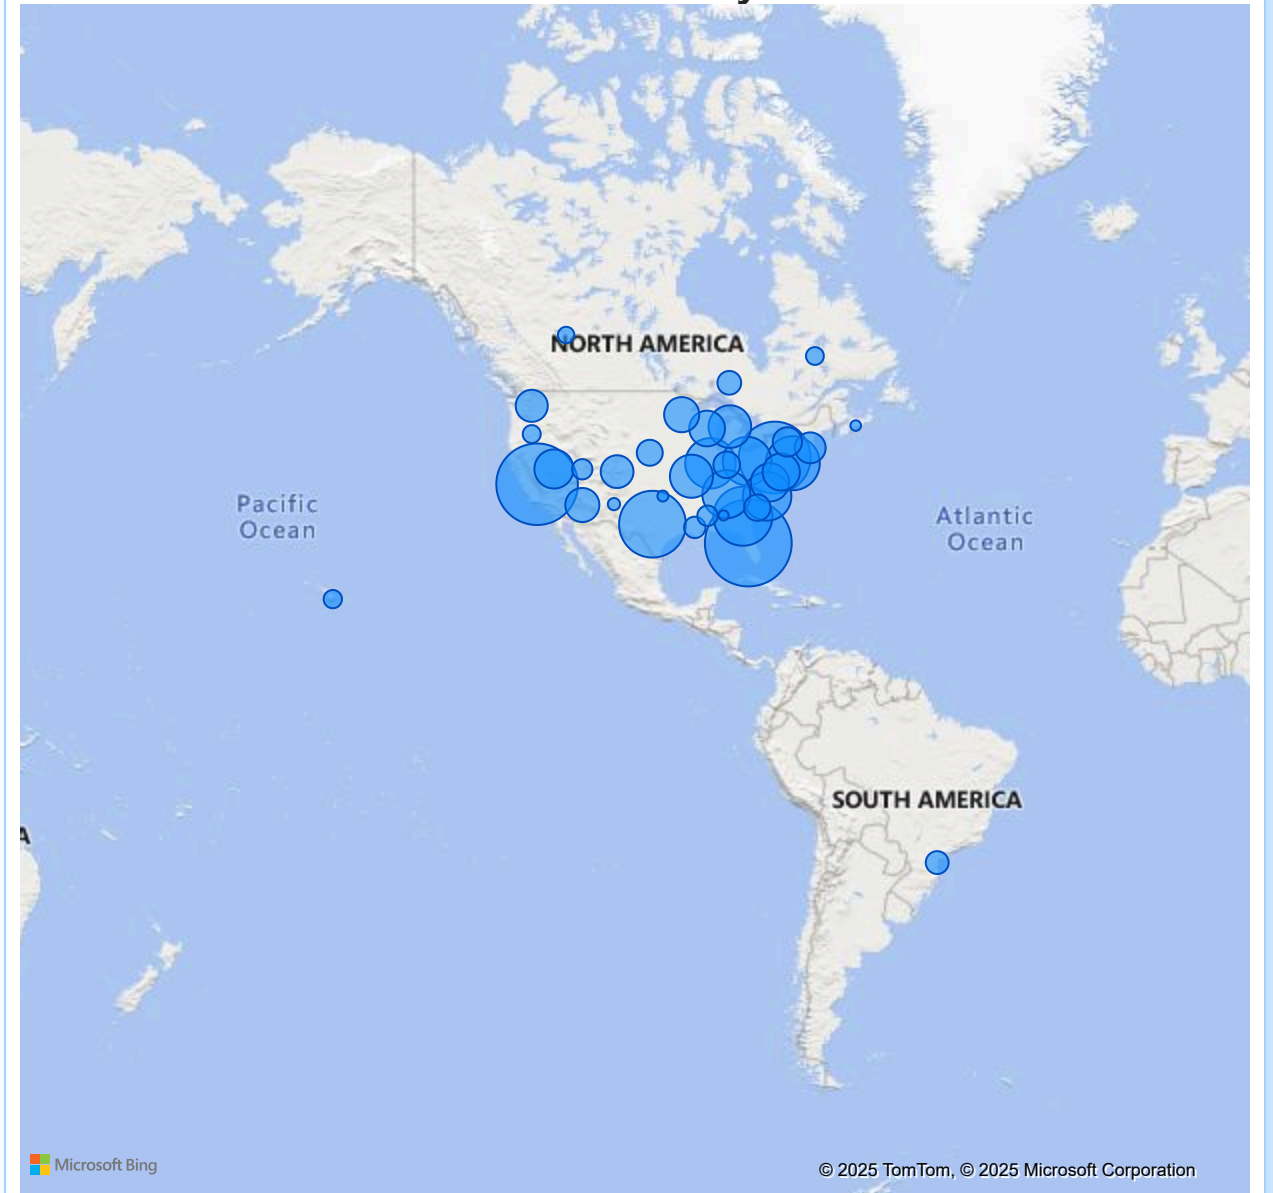 NORTH AMERICA
Pacific
Ocean
Atlantic
Ocean
SOUTH AMERICA
A
Microsoft Bing
© 2025 TomTom, © 2025 Microsoft Corporation